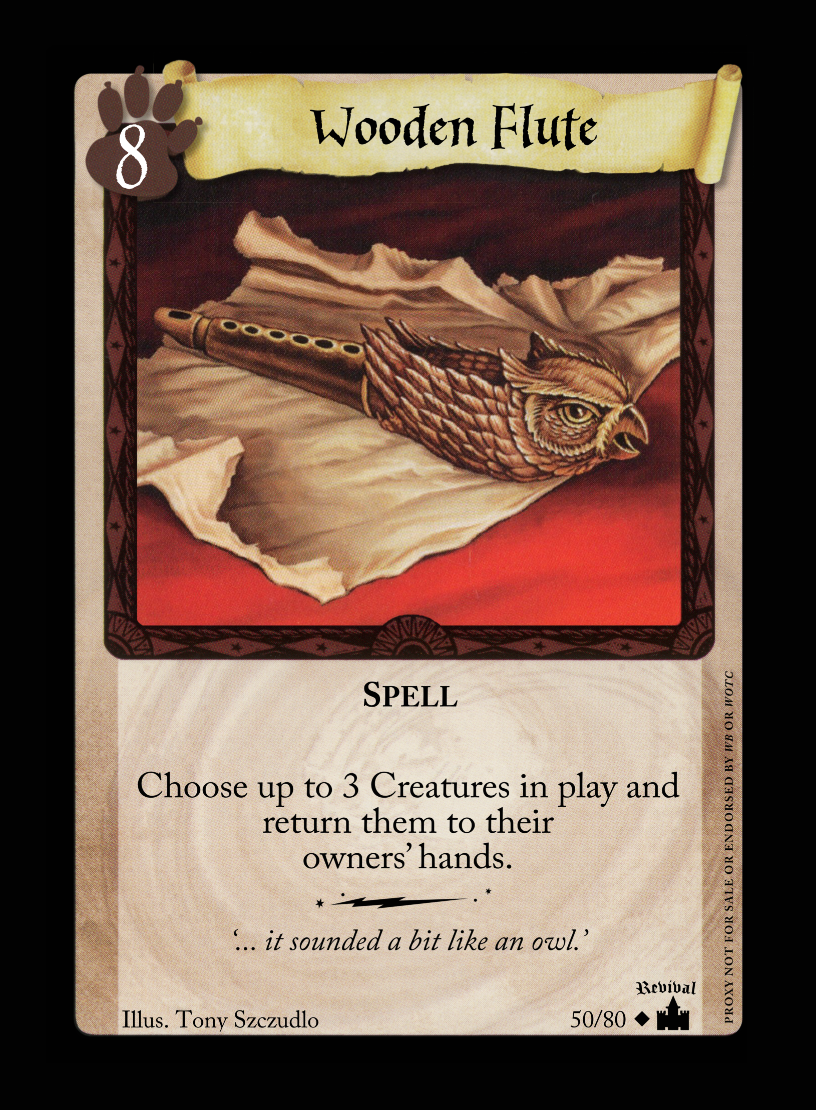 8
Wooden Flute
SPELL
Choose up to 3 Creatures in play and
return them to their
owners’ hands.
‘... it sounded a bit like an owl.’
Illus. Tony Szczudlo
50/80
Revival
PROXY NOT FOR SALE OR ENDORSED BY WB OR WOTC